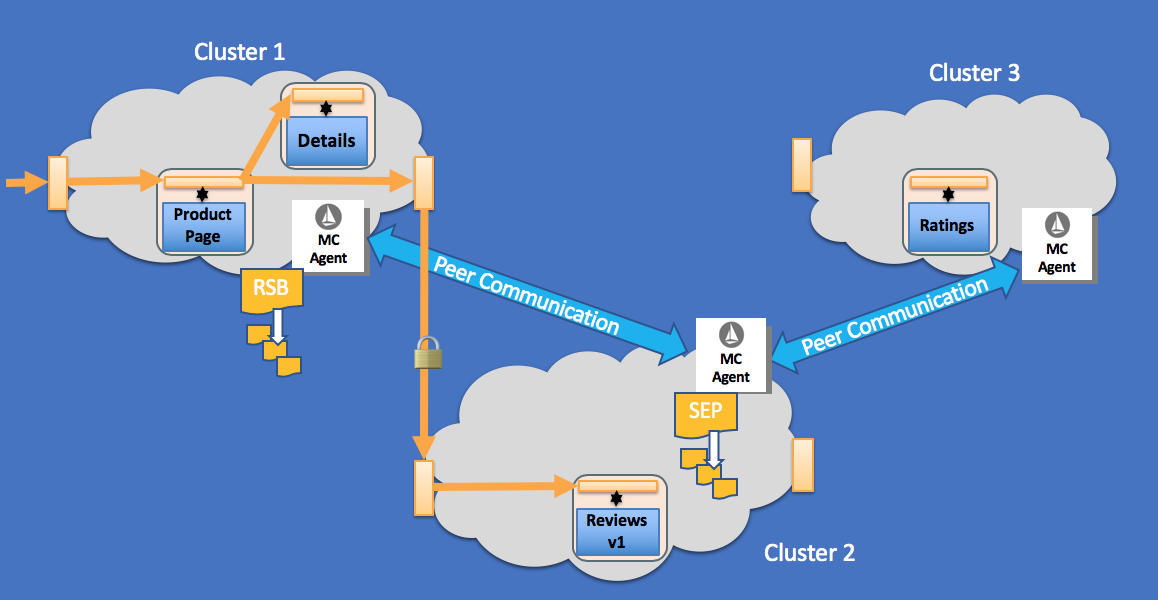 Cluster 1
Details
Product
Page
MC
Agent
RSB
Peer Communication
Cluster 3
Ratings
MC
Agent
Peer Communication
MC
Agent
SEP
Reviews
v1
Cluster 2